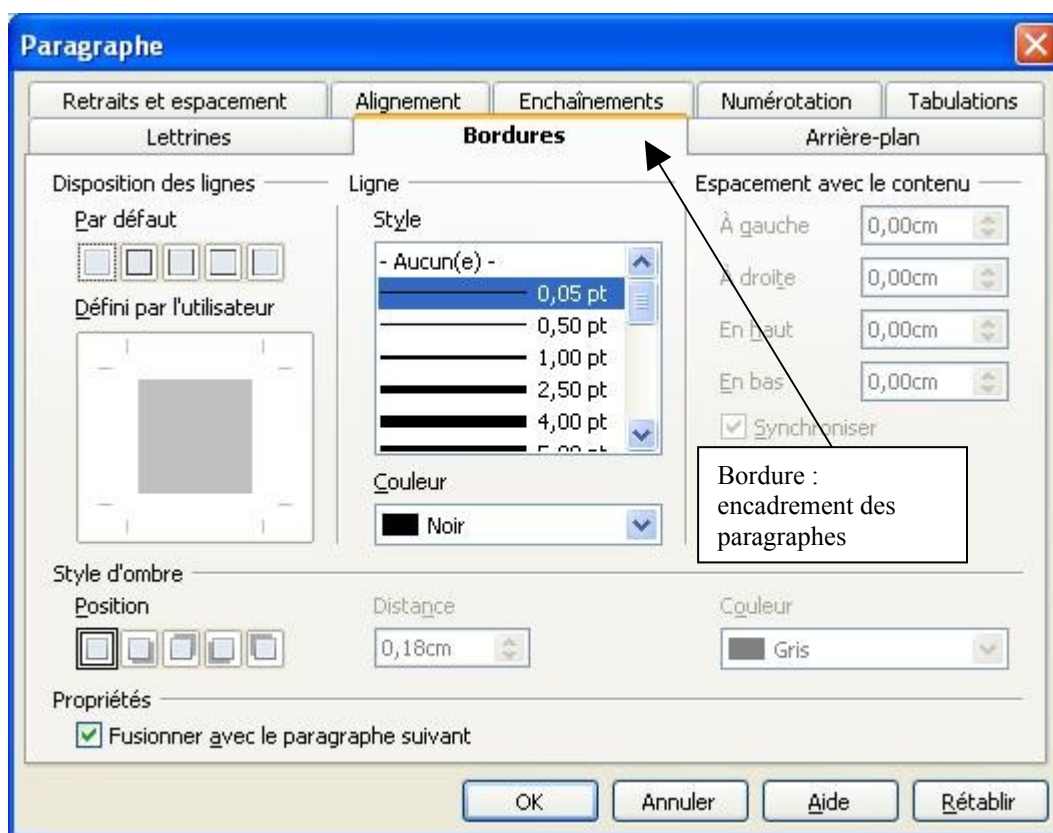 Paragraphe
Retraits et espacement
Alignement
Enchaînements
Numérotation
Tabulations
Lettrines
Bordures
Arrière-plan
Disposition des lignes
Par défaut
Défini par l'utilisateur
Ligne
Style
- Aucun(e) -
0,05 pt
0,50 pt
1,00 pt
2,50 pt
4,00 pt
Couleur
Noir
Espacement avec le contenu
À gauche 0,00cm
À droite 0,00cm
En haut 0,00cm
En bas 0,00cm
Synchroniser
Bordure :
encadrement des
paragraphes
Style d'ombre
Position
Distance
0,18cm
Couleur
Gris
Propriétés
Fusionner avec le paragraphe suivant
OK
Annuler
Aide
Rétablir